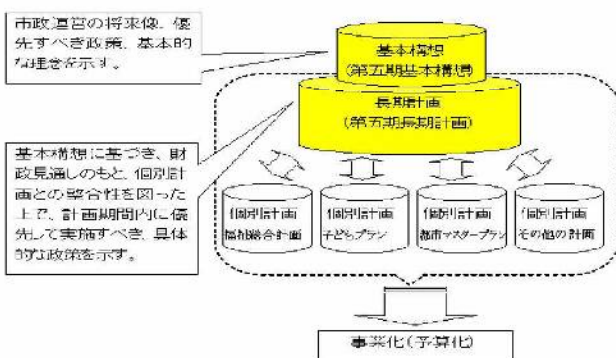 市政運営の将来像、優
先すべき政策、基本的
な理念を示す。
基本構想
(第五期基本構想)
長期計画
(第五期長期計画)
基本構想に基づき、財
政見通しのもと、個別計
画との整合性を図った
上で、計画期間内に優
先して実施すべき、具体
的な政策を示す。
個別計画
福祉総合計画
個別計画
子どもプラン
個別計画
都市マスタープラン
個別計画
その他の計画
事業化(予算化)